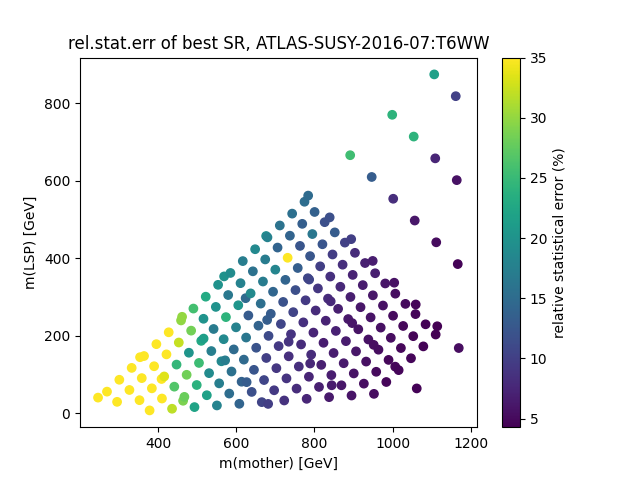 rel.stat.err of best SR, ATLAS-SUSY-2016-07:T6WW
800
600
400
200
0
m(LSP) [GeV]
400 600 800 1000 1200
m(mother) [GeV]
35
30
25
20
15
10
5
relative statistical error (%)